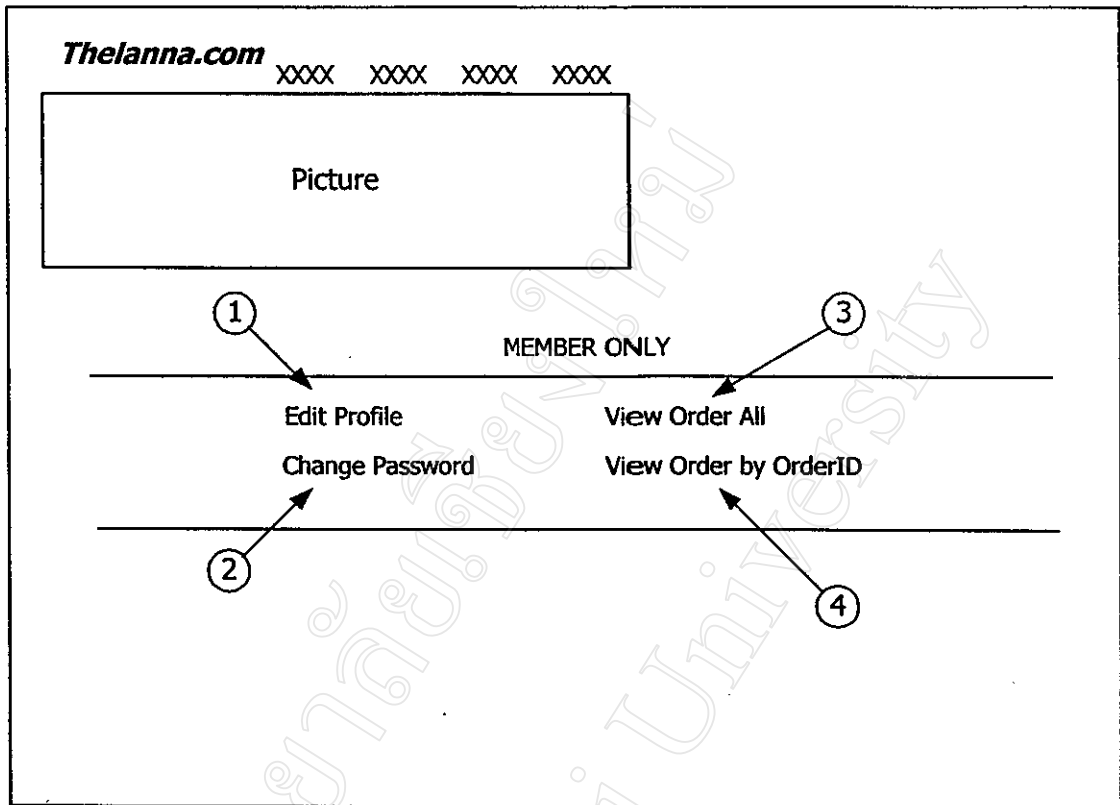 Thelanna.com
XXXX XXXX XXXX XXXX
Picture
1
3
MEMBER ONLY
Edit Profile View Order All
Change Password View Order by OrderID
2
4
University